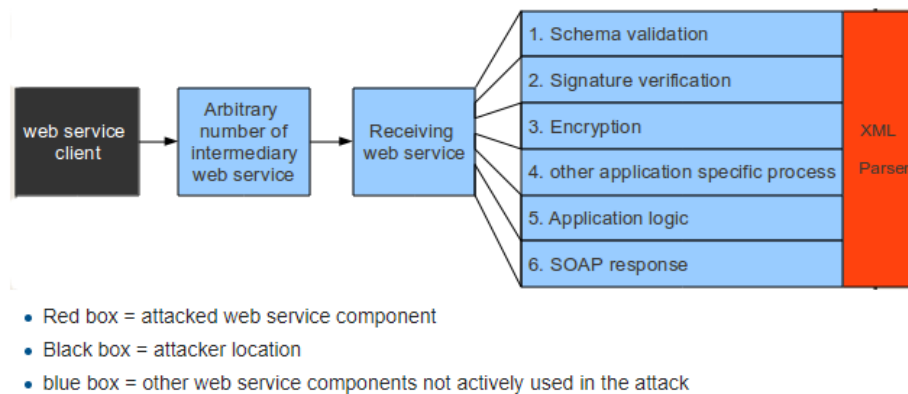 web service
client
Arbitrary
number of
intermediary
web service
Receiving
web service
1. Schema validation
2. Signature verification
3. Encryption
4. other application specific process
5. Application logic
6. SOAP response
XML
Parser
• Red box = attacked web service component
• Black box = attacker location
• blue box = other web service components not actively used in the attack